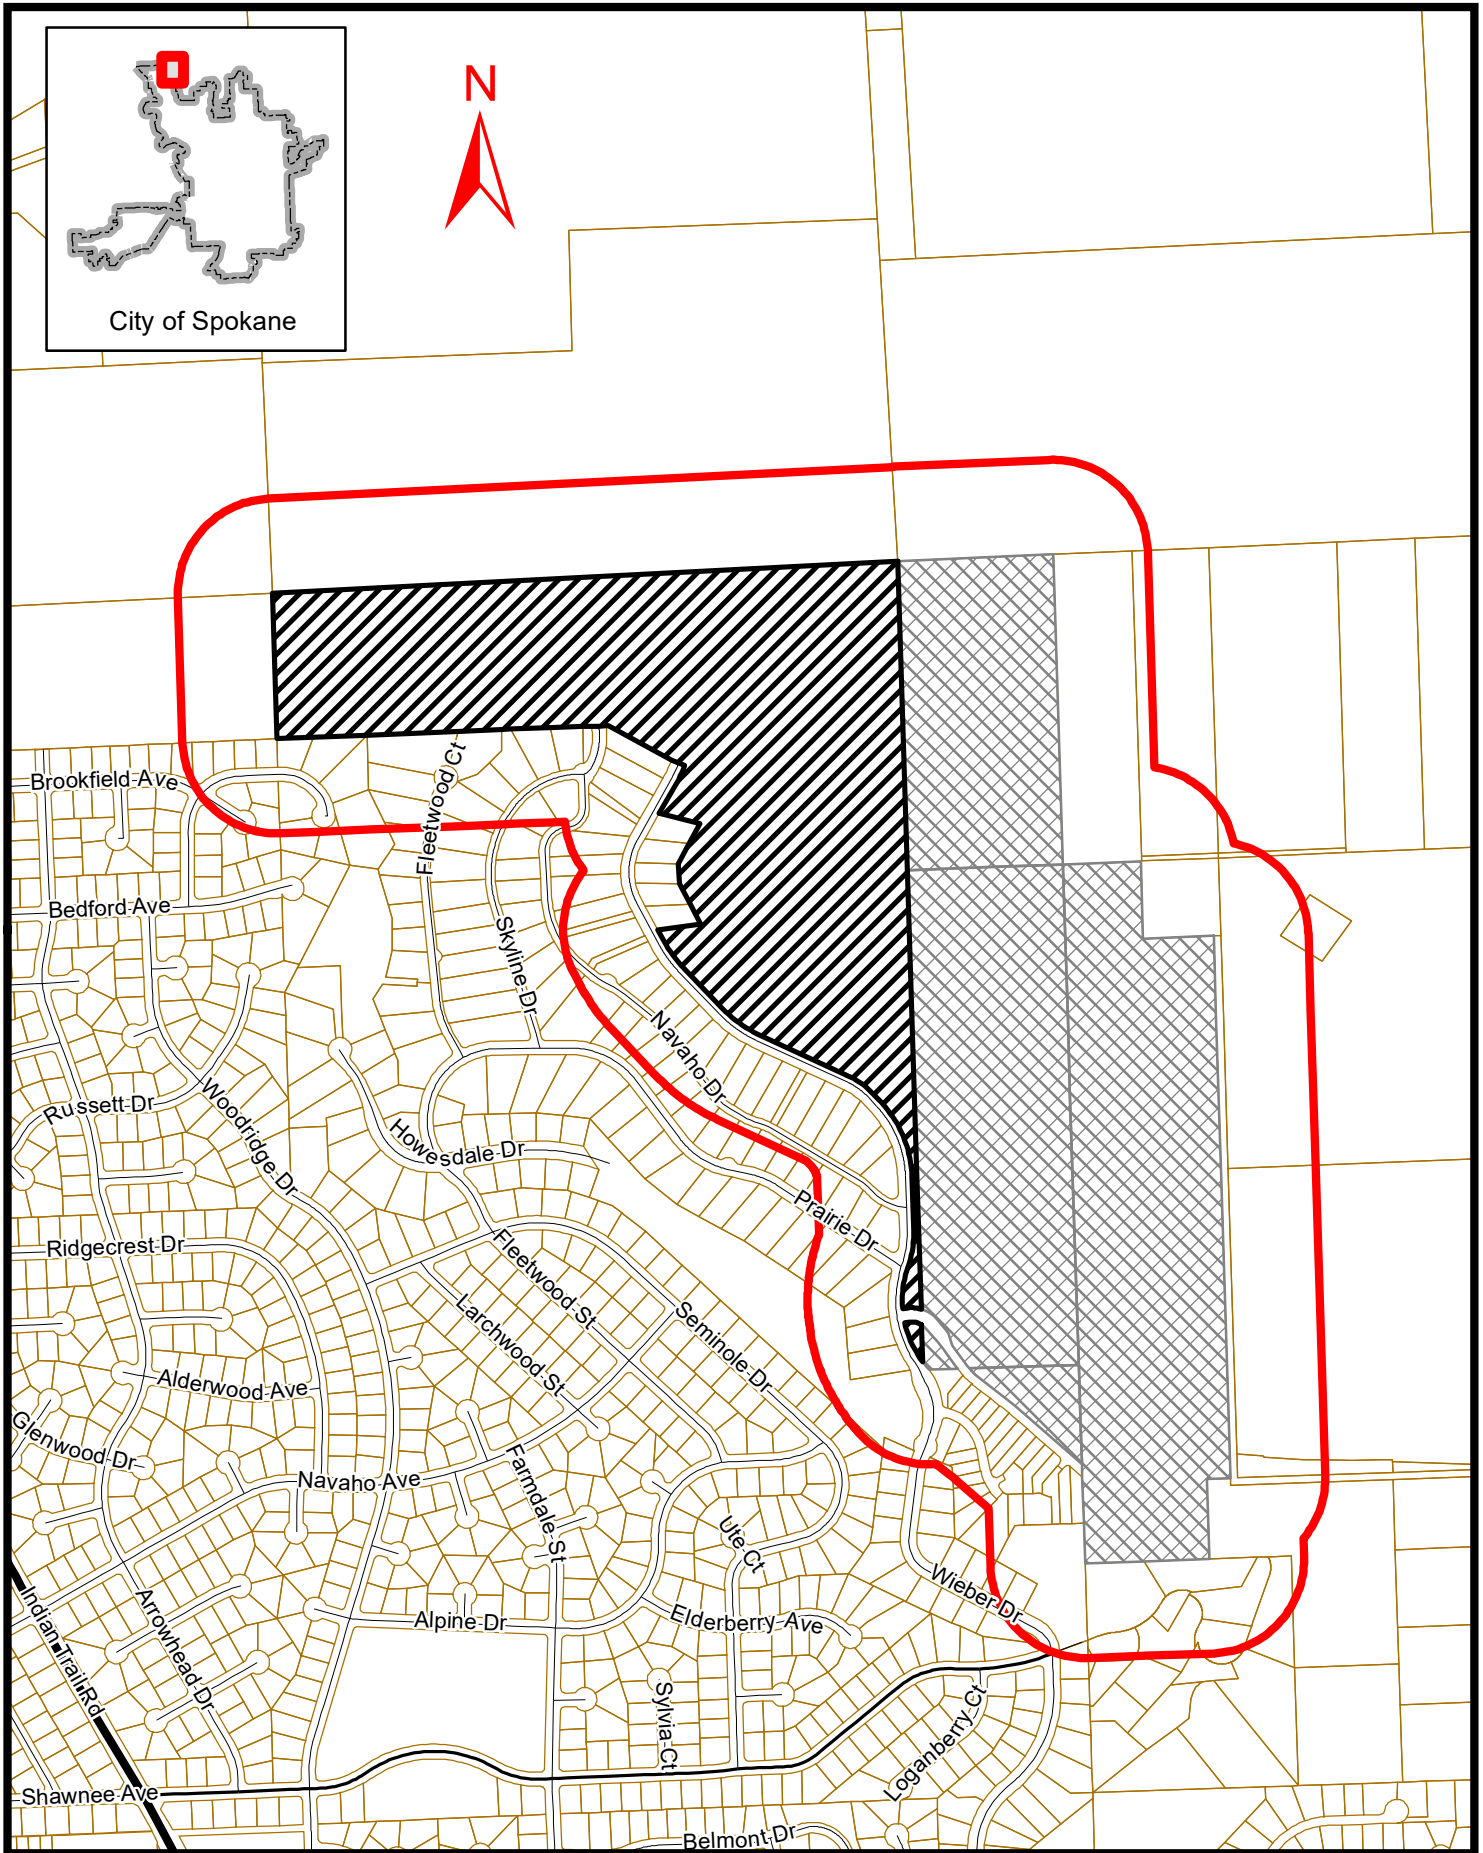 N
City of Spokane
Brookfield Ave
Fleetwood Ct
Bedford Ave
Skyline Dr
Navaho Dr
Russett Dr
Woodridge Dr
Howesdale Dr
Prairie Dr
Ridgecrest Dr
Fleetwood St
Larchwood St
Seminole Dr
Alderwood Ave
Glenwood Dr
Navaho Ave
Farmdale St
Ute Ct
Wieber Dr
Indian Trail Rd
Arrowhead Dr
Alpine Dr
Elderberry Ave
Sylvia Ct
Loganberry Ct
Shawnee Ave
Belmont Dr